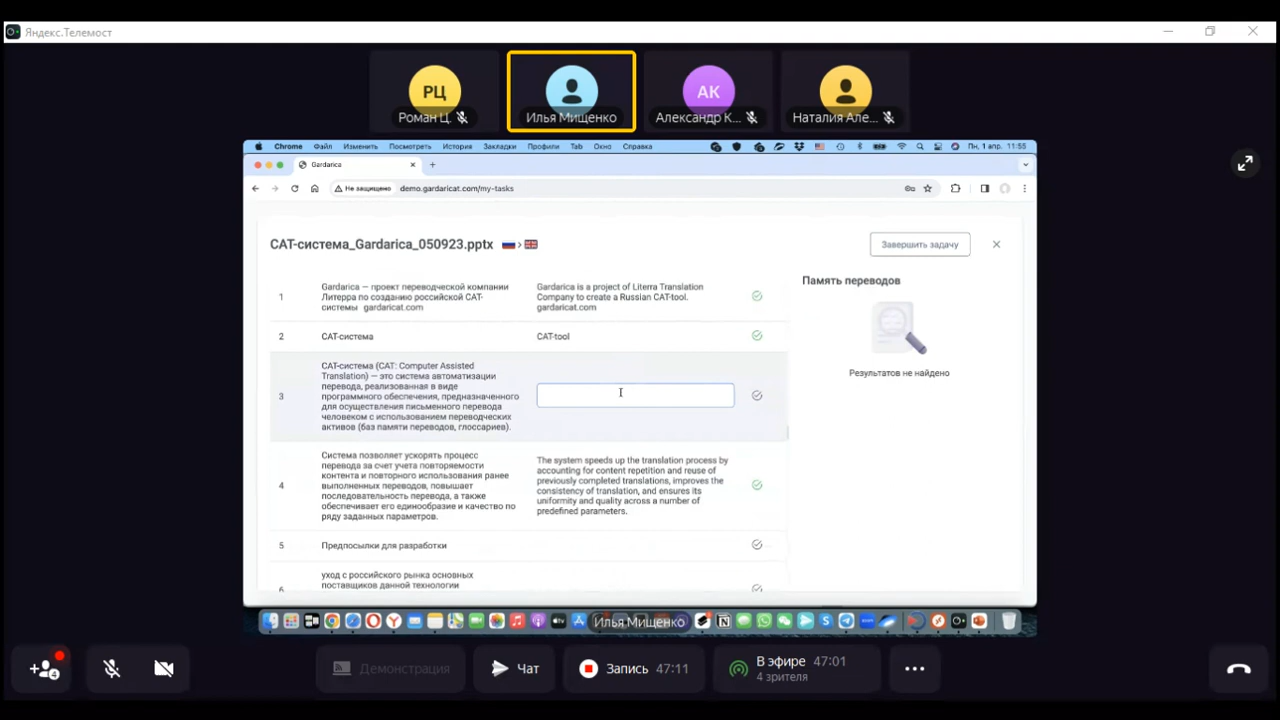 Яндекс.Телемост
РЦ
АК
Роман Ц.
Илья Мищенко
Александр К...
Наталия Але...
Chrome Файл Изменить Посмотреть История Закладки Профили Tab Окно Справка Пн, 1 апр. 11:55
Gardarica
Не защищено demo.gardaricat.com/my-tasks
САТ-система_Gardarica_050923.pptx
Завершить задачу
Память переводов
Результатов не найдено
1
Gardarica — проект переводческой компании
Литерра по созданию российской САТ-
системы gardaricat.com
Gardarica is a project of Literra Translation
Company to create a Russian CAT-tool.
gardaricat.com
2
САТ-система
CAT-tool
3
САТ-система (CAT: Computer Assisted
Translation) — это система автоматизации
перевода, реализованная в виде
программного обеспечения, предназначенного
для осуществления письменного перевода
человеком с использованием переводческих
активов (баз памяти переводов, глоссариев).
4
Система позволяет ускорять процесс
перевода за счет учета повторяемости
контента и повторного использования ранее
выполненных переводов, повышает
последовательность перевода, а также
обеспечивает его единообразие и качество по
ряду заданных параметров.
The system speeds up the translation process by
accounting for content repetition and reuse of
previously completed translations, improves the
consistency of translation, and ensures its
uniformity and quality across a number of
predefined parameters.
5
Предпосылки для разработки
6
уход с российского рынка основных
поставщиков данной технологии
Илья Мищенко
4
Демонстрация
Чат
Запись 47:11
В эфире 47:01
4 зрителя